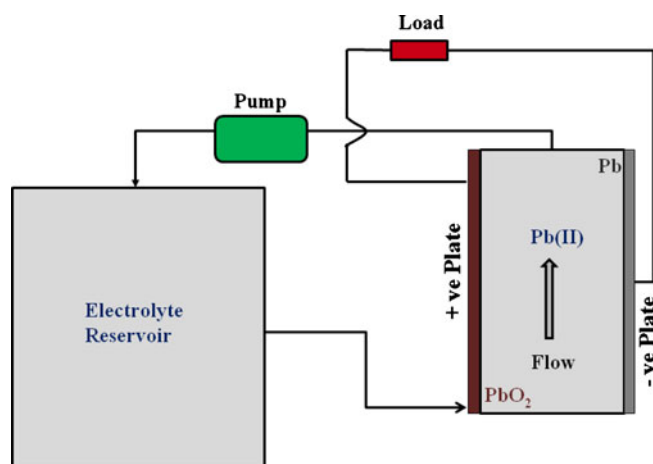 Load
Pump
Pb
Pb(II)
+ ve Plate
- ve Plate
Electrolyte
Reservoir
Flow
PbO₂